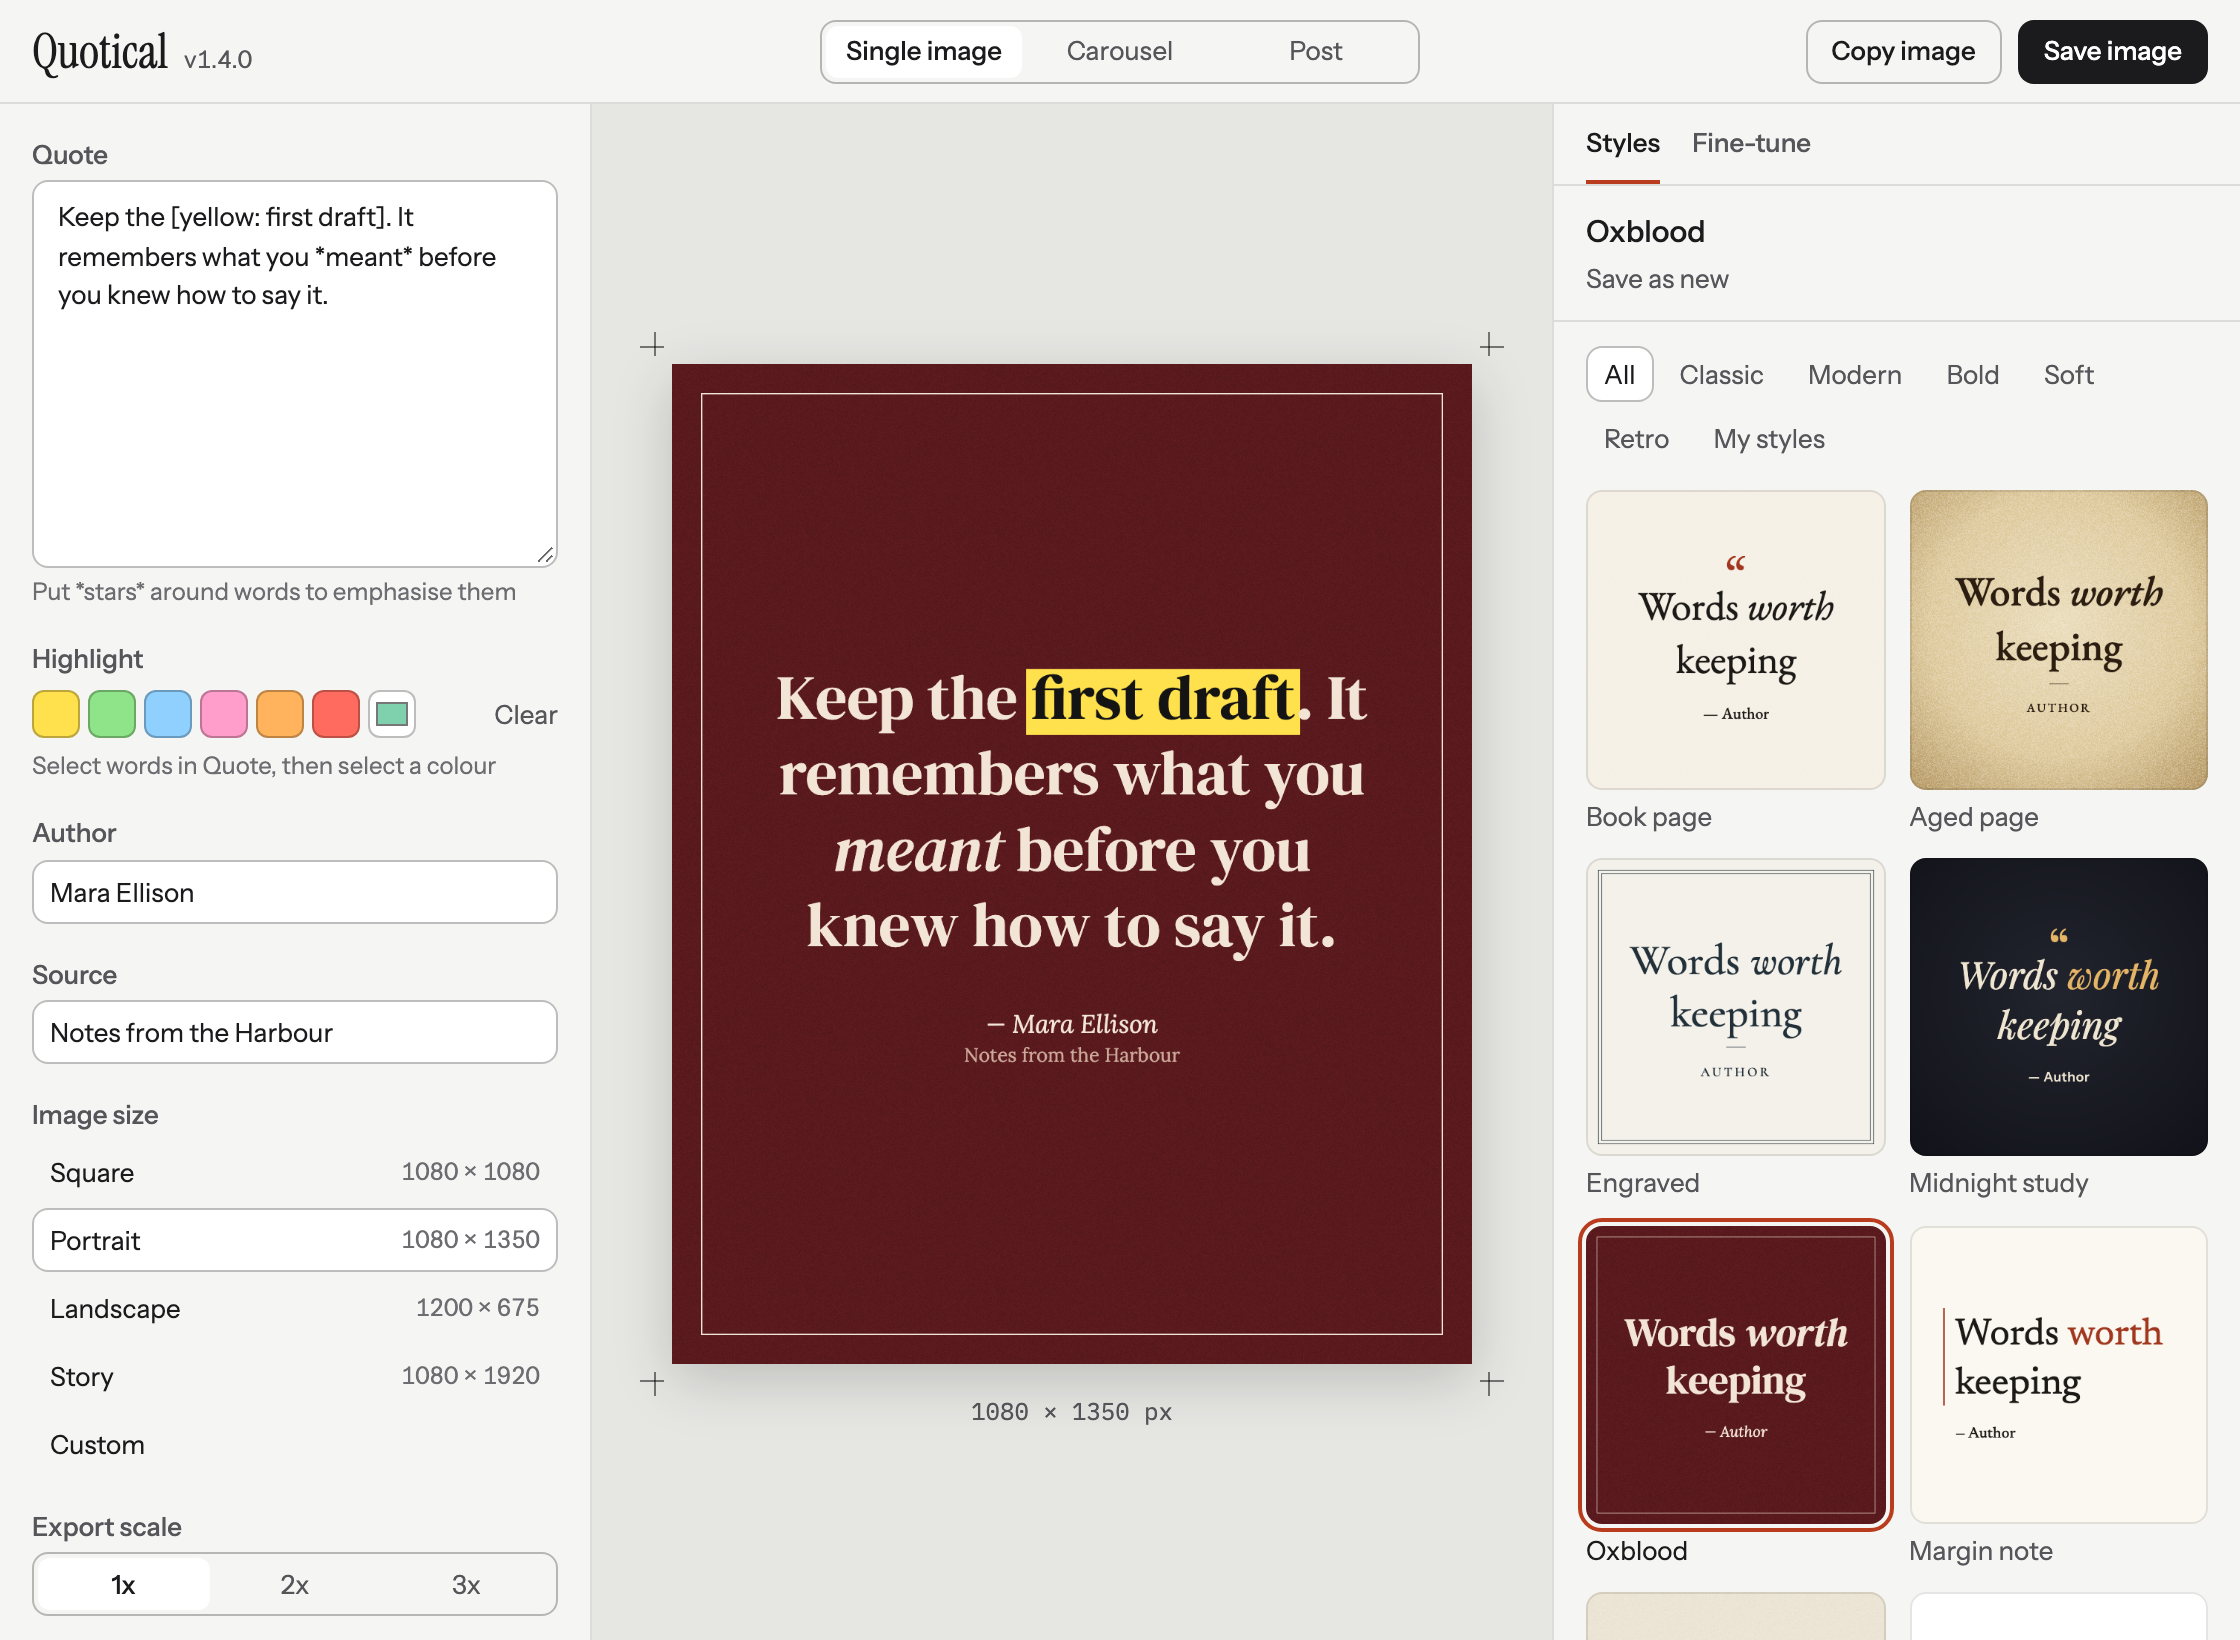 Quotical v1.4.0
Single image Carousel Post
Copy image Save image
Quote
Keep the [yellow: first draft]. It
remembers what you *meant* before
you knew how to say it.
Put *stars* around words to emphasise them
Highlight
Clear
Select words in Quote, then select a colour
Author
Mara Ellison
Source
Notes from the Harbour
Image size
Square 1080 × 1080
Portrait 1080 × 1350
Landscape 1200 × 675
Story 1080 × 1920
Custom
Export scale
1x 2x 3x
Keep the first draft. It
remembers what you
meant before you
knew how to say it.
— Mara Ellison
Notes from the Harbour
1080 × 1350 px
Styles Fine-tune
Oxblood
Save as new
All Classic Modern Bold Soft
Retro My styles
“
Words worth
keeping
— Author
Book page
Words worth
keeping
AUTHOR
Aged page
Words worth
keeping
AUTHOR
Engraved
“
Words worth
keeping
— Author
Midnight study
Words worth
keeping
— Author
Oxblood
Words worth
keeping
— Author
Margin note